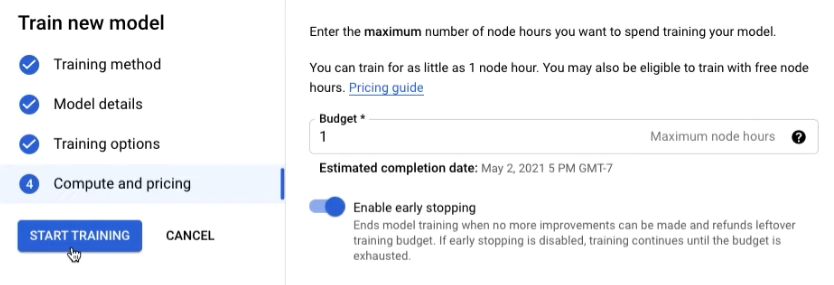 Train new model
Training method
Model details
Training options
4 Compute and pricing
START TRAINING CANCEL
Enter the maximum number of node hours you want to spend training your model.
You can train for as little as 1 node hour. You may also be eligible to train with free node
hours. Pricing guide
Budget *
1 Maximum node hours ?
Estimated completion date: May 2, 2021 5 PM GMT-7
Enable early stopping
Ends model training when no more improvements can be made and refunds leftover
training budget. If early stopping is disabled, training continues until the budget is
exhausted.